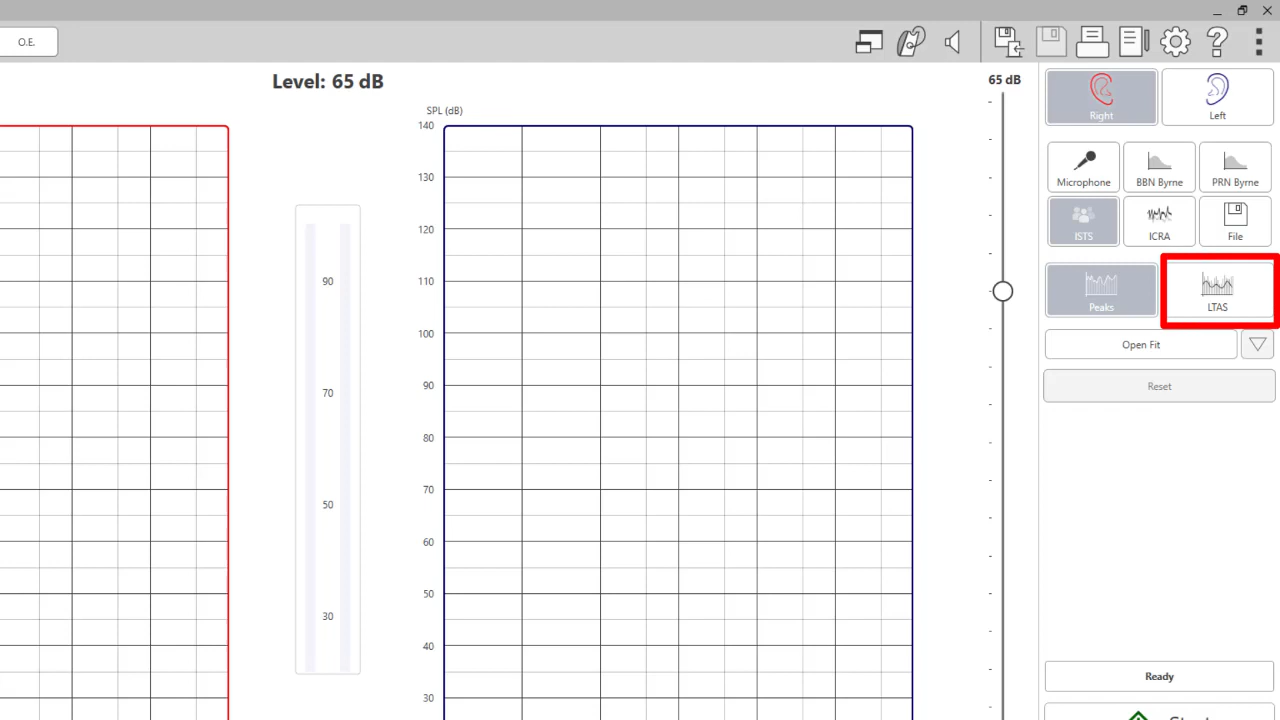 O.E.
Level: 65 dB
65 dB
Right
Left
SPL (dB)
140
130
120
110
100
90
80
70
60
50
40
30
90
70
50
30
Microphone
BBN Byrne
PRN Byrne
ISTS
ICRA
File
Peaks
LTAS
Open Fit
Reset
Ready